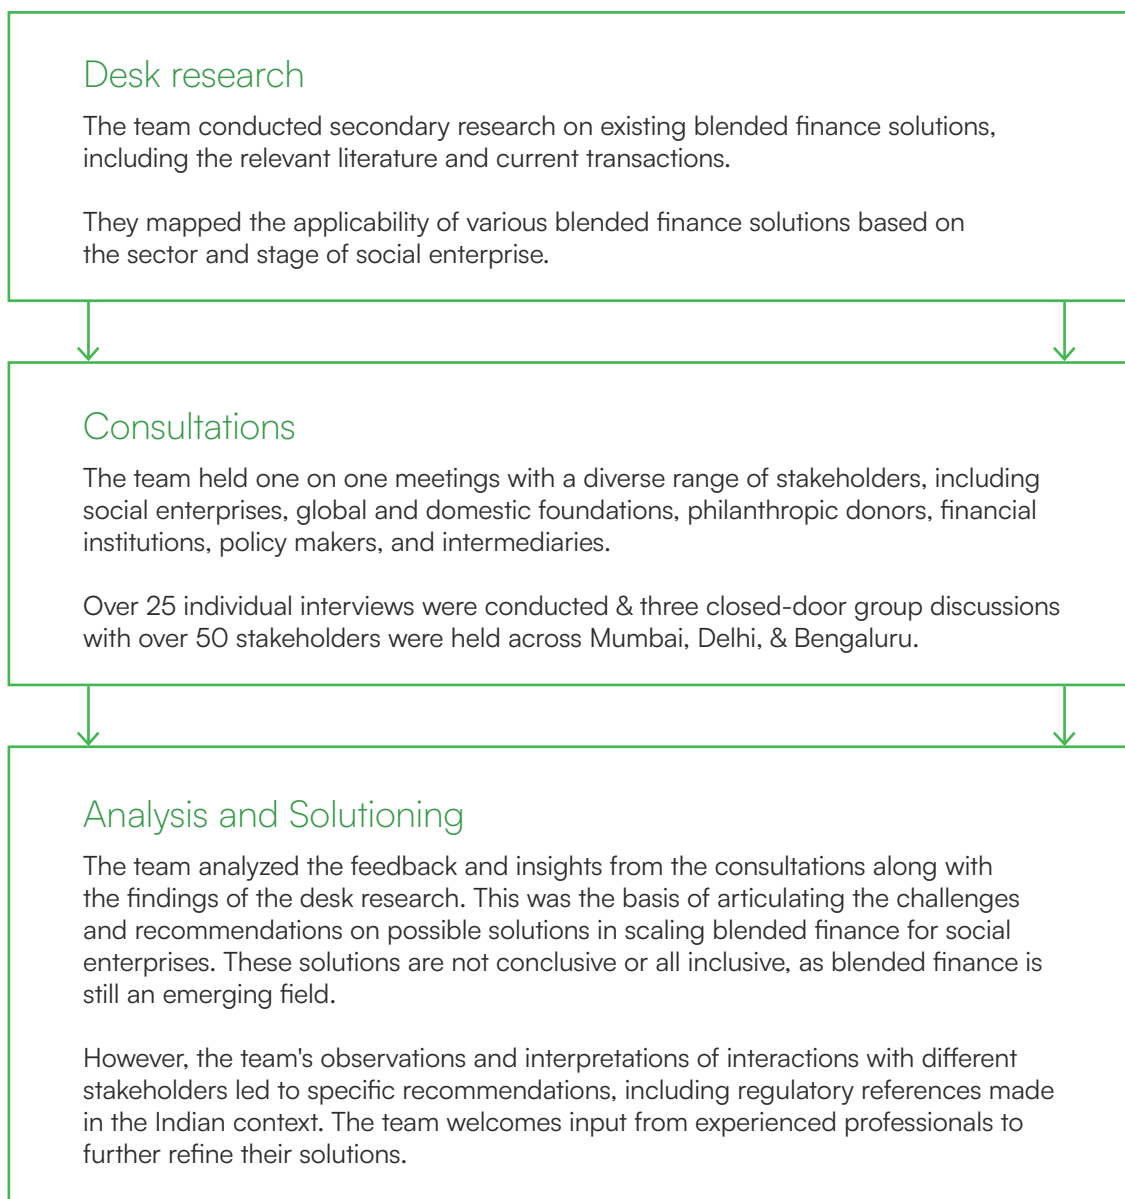 Desk research
The team conducted secondary research on existing blended finance solutions,
including the relevant literature and current transactions.
They mapped the applicability of various blended finance solutions based on
the sector and stage of social enterprise.
Consultations
The team held one on one meetings with a diverse range of stakeholders, including
social enterprises, global and domestic foundations, philanthropic donors, financial
institutions, policy makers, and intermediaries.
Over 25 individual interviews were conducted & three closed-door group discussions
with over 50 stakeholders were held across Mumbai, Delhi, & Bengaluru.
Analysis and Solutioning
The team analyzed the feedback and insights from the consultations along with
the findings of the desk research. This was the basis of articulating the challenges
and recommendations on possible solutions in scaling blended finance for social
enterprises. These solutions are not conclusive or all inclusive, as blended finance is
still an emerging field.
However, the team's observations and interpretations of interactions with different
stakeholders led to specific recommendations, including regulatory references made
in the Indian context. The team welcomes input from experienced professionals to
further refine their solutions.